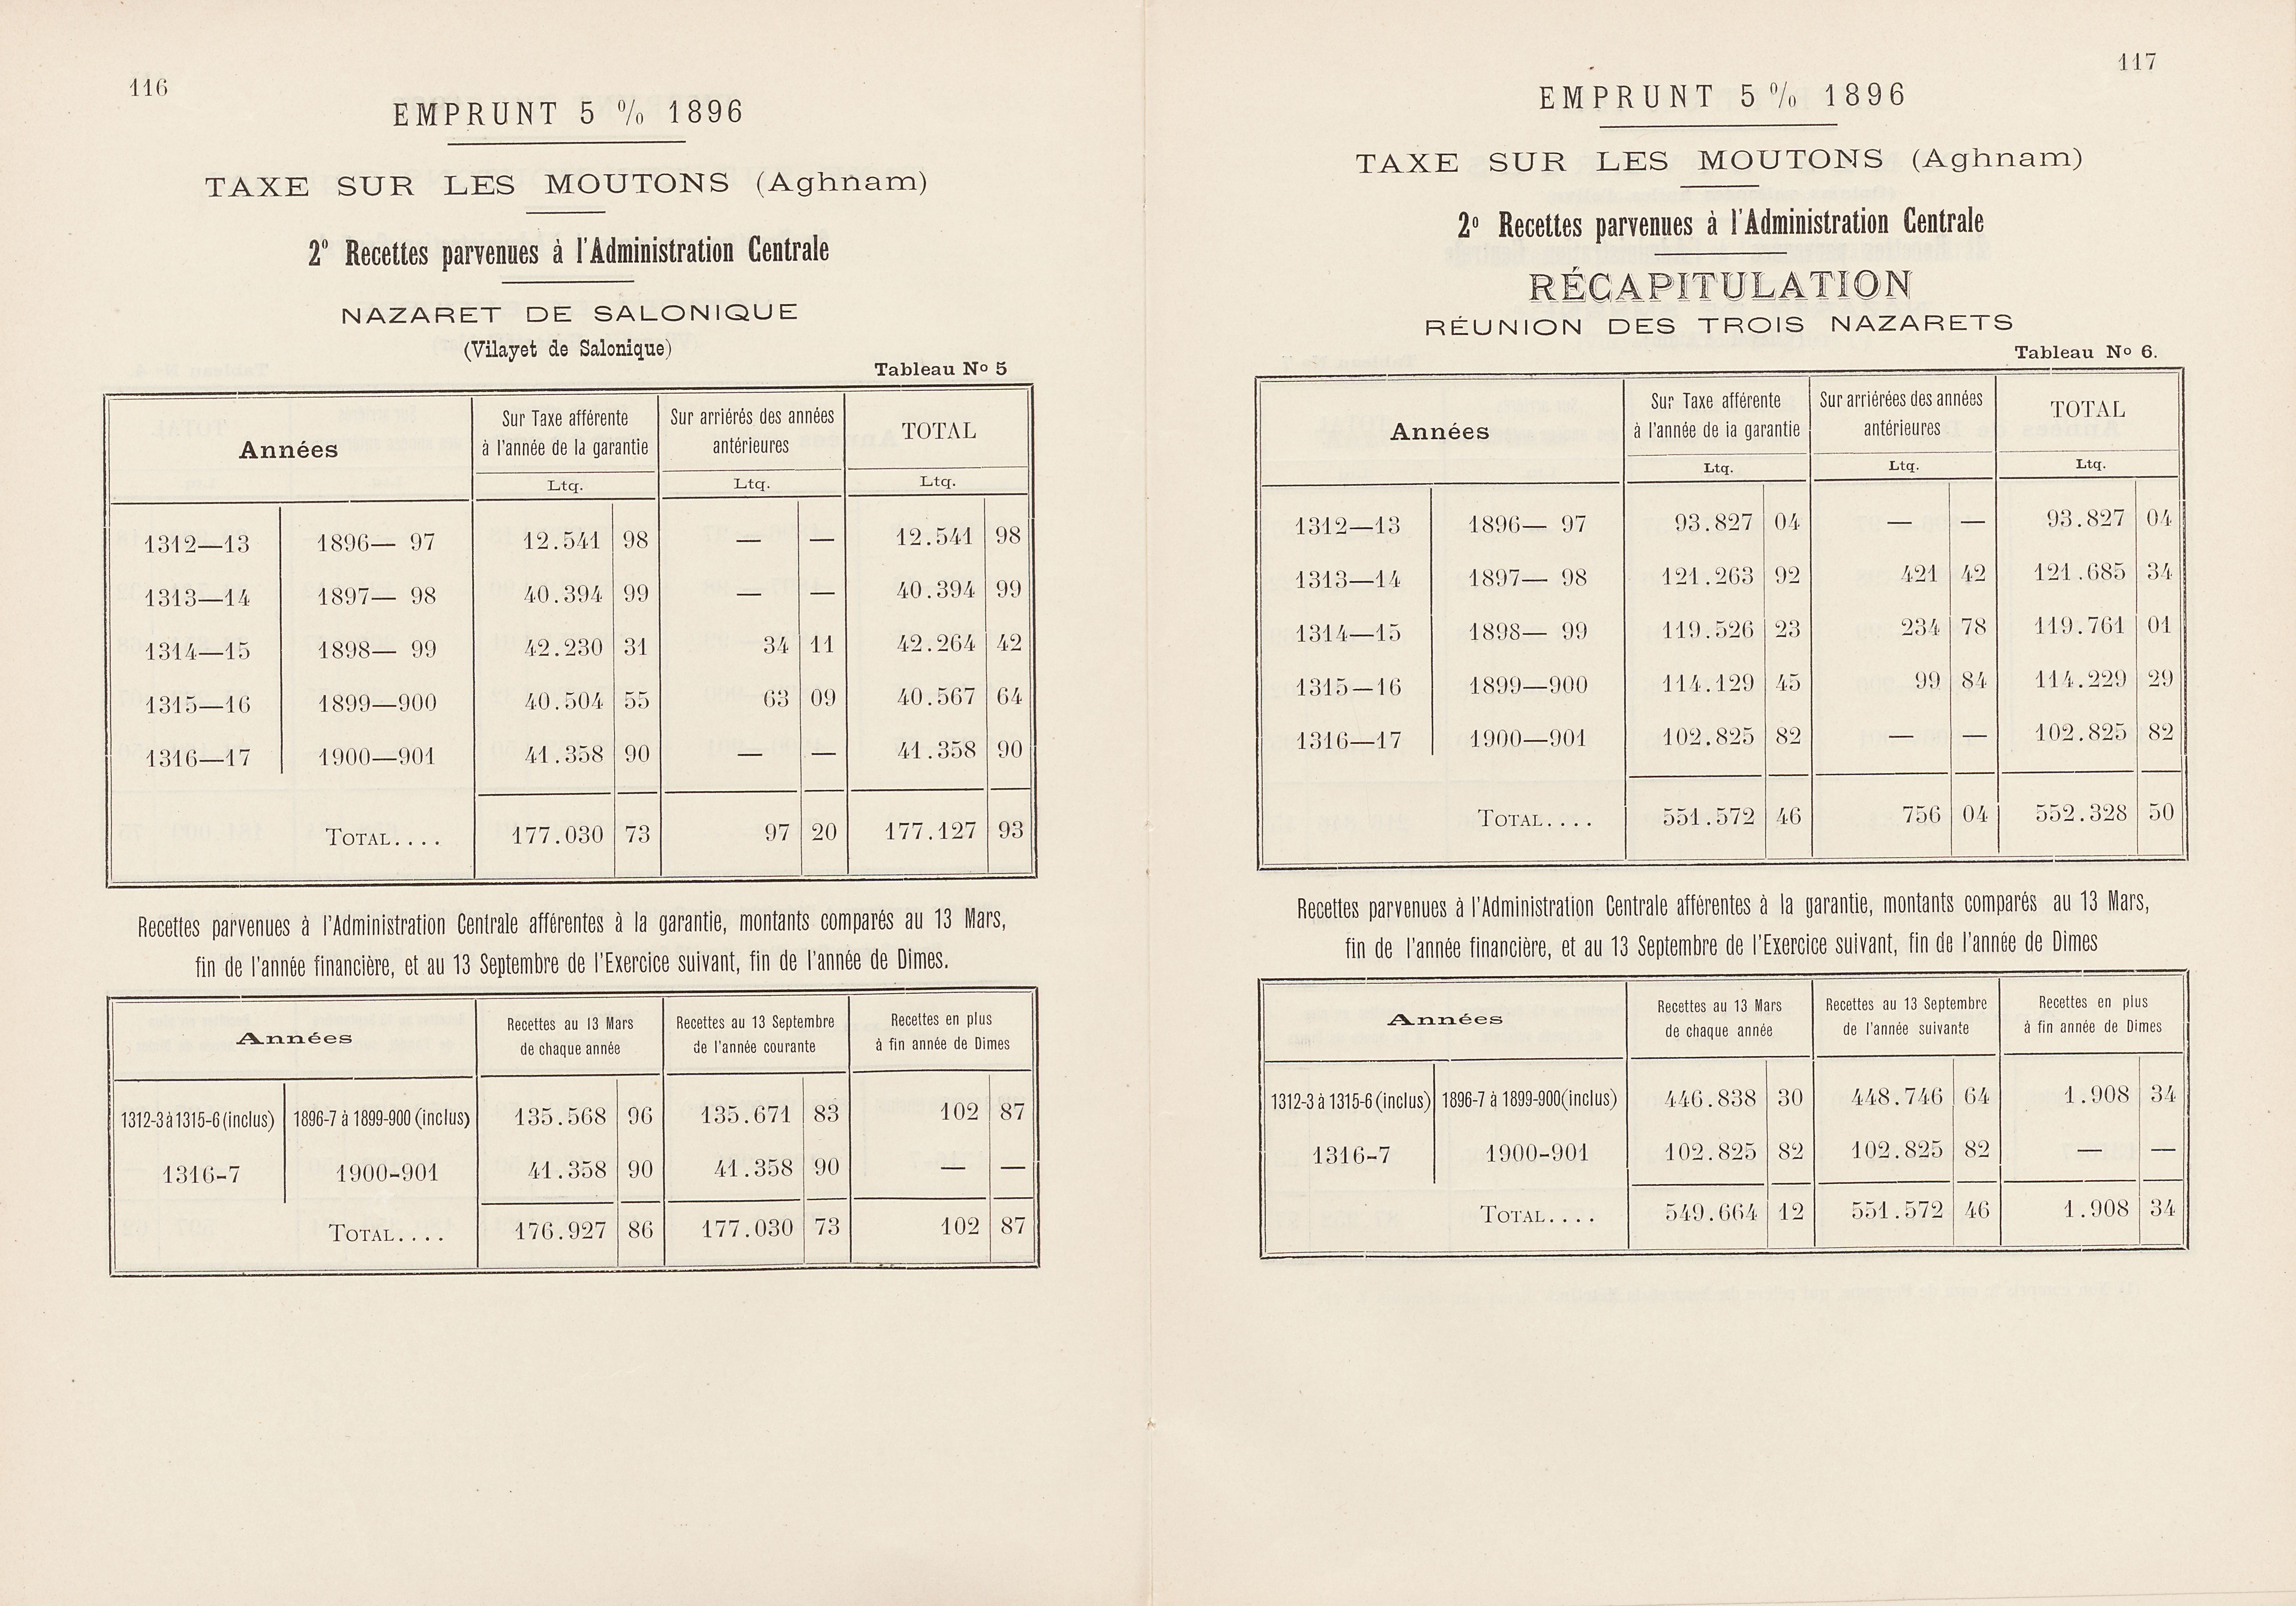 116
EMPRUNT 5 % 1896
TAXE SUR LES MOUTONS (Aghnam)
2º Recettes parvenues à l'Administration Centrale
NAZARET DE SALONIQUE
(Vilayet de Salonique)
Tableau Nº 5
Années
Sur Taxe afférente
à l'année de la garantie
Sur arriérés des années
antérieures
TOTAL
Ltq. Ltq. Ltq.
1312—13 1896— 97 12.541 98 — — 12.541 98
1313—14 1897— 98 40.394 99 — — 40.394 99
1314—15 1898— 99 42.230 31 34 11 42.264 42
1315—16 1899—900 40.504 55 63 09 40.567 64
1316—17 1900—901 41.358 90 — — 41.358 90
TOTAL.... 177.030 73 97 20 177.127 93
Recettes parvenues à l'Administration Centrale afférentes à la garantie, montants comparés au 13 Mars,
fin de l'année financière, et au 13 Septembre de l'Exercice suivant, fin de l'année de Dimes.
Années
Recettes au 13 Mars
de chaque année
Recettes au 13 Septembre
de l'année courante
Recettes en plus
à fin année de Dimes
1312-3 à 1315-6 (inclus) 1896-7 à 1899-900 (inclus) 135.568 96 135.671 83 102 87
1316-7 1900-901 41.358 90 41.358 90 — —
TOTAL.... 176.927 86 177.030 73 102 87
117
EMPRUNT 5 % 1896
TAXE SUR LES MOUTONS (Aghnam)
2º Recettes parvenues à l'Administration Centrale
RÉCAPITULATION
RÉUNION DES TROIS NAZARETS
Tableau Nº 6.
Années
Sur Taxe afférente
à l'année de ia garantie
Sur arriérées des années
antérieures
TOTAL
Ltq. Ltq. Ltq.
1312—13 1896— 97 93.827 04 — — 93.827 04
1313—14 1897— 98 121.263 92 421 42 121.685 34
1314—15 1898— 99 119.526 23 234 78 119.761 01
1315—16 1899—900 114.129 45 99 84 114.229 29
1316—17 1900—901 102.825 82 — — 102.825 82
TOTAL.... 551.572 46 756 04 552.328 50
Recettes parvenues à l'Administration Centrale afférentes à la garantie, montants comparés au 13 Mars,
fin de l'année financière, et au 13 Septembre de l'Exercice suivant, fin de l'année de Dimes
Années
Recettes au 13 Mars
de chaque année
Recettes au 13 Septembre
de l'année suivante
Recettes en plus
à fin année de Dimes
1312-3 à 1315-6 (inclus) 1896-7 à 1899-900 (inclus) 446.838 30 448.746 64 1.908 34
1316-7 1900-901 102.825 82 102.825 82 — —
TOTAL.... 549.664 12 551.572 46 1.908 34